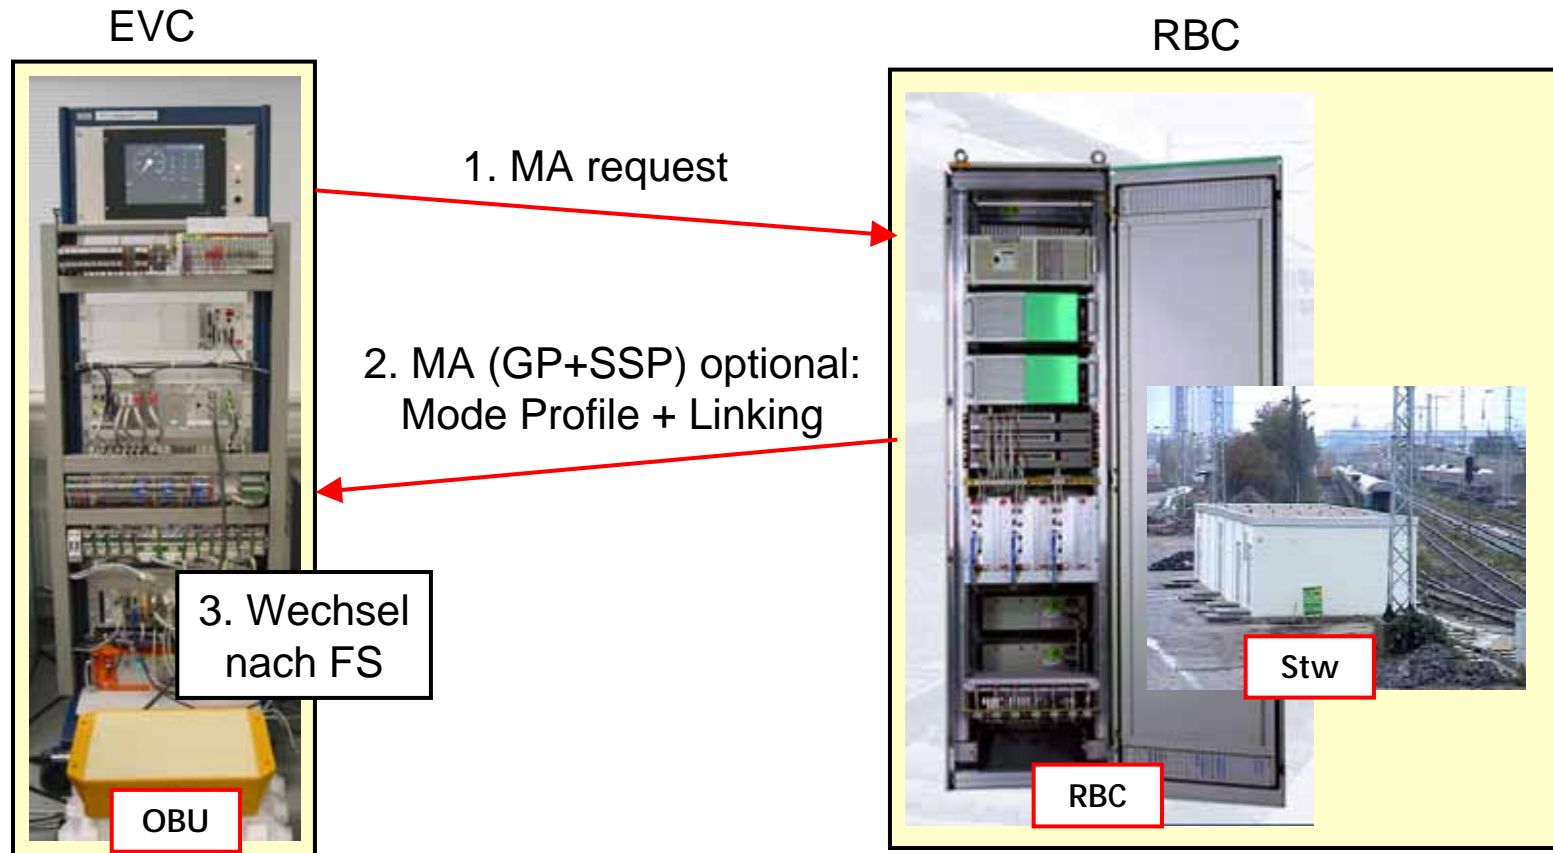 EVC
RBC
1. MA request
2. MA (GP+SSP) optional:
Mode Profile + Linking
3. Wechsel
nach FS
Stw
RBC
OBU